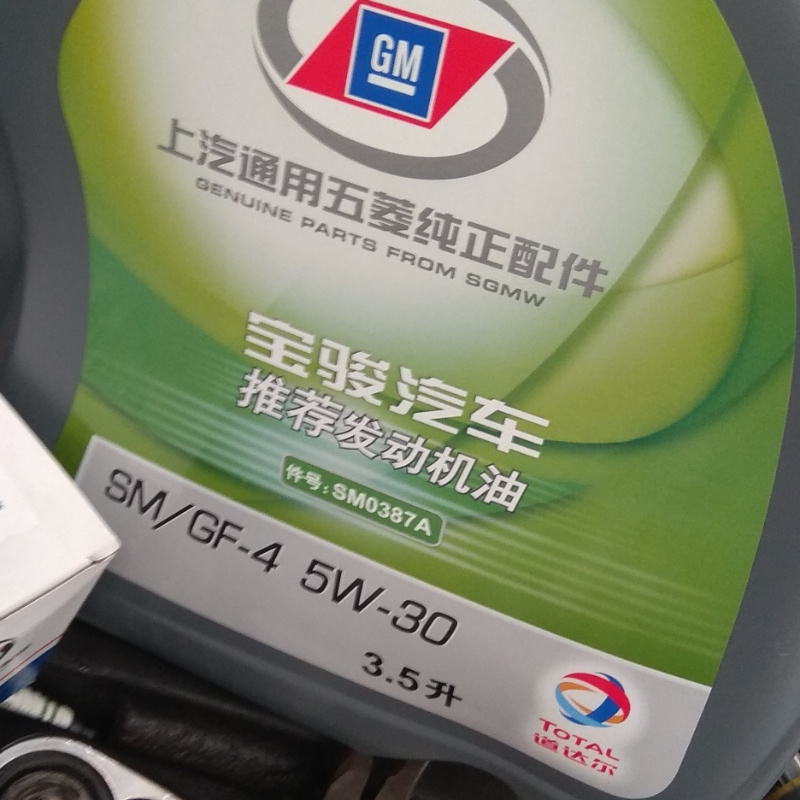 GM
上汽通用五菱纯正配件
GENUINE PARTS FROM SGMW
宝骏汽车
推荐发动机油
件号:SM0387A
SM/GF-4 5W-30
3.5升
TOTAL
道达尔